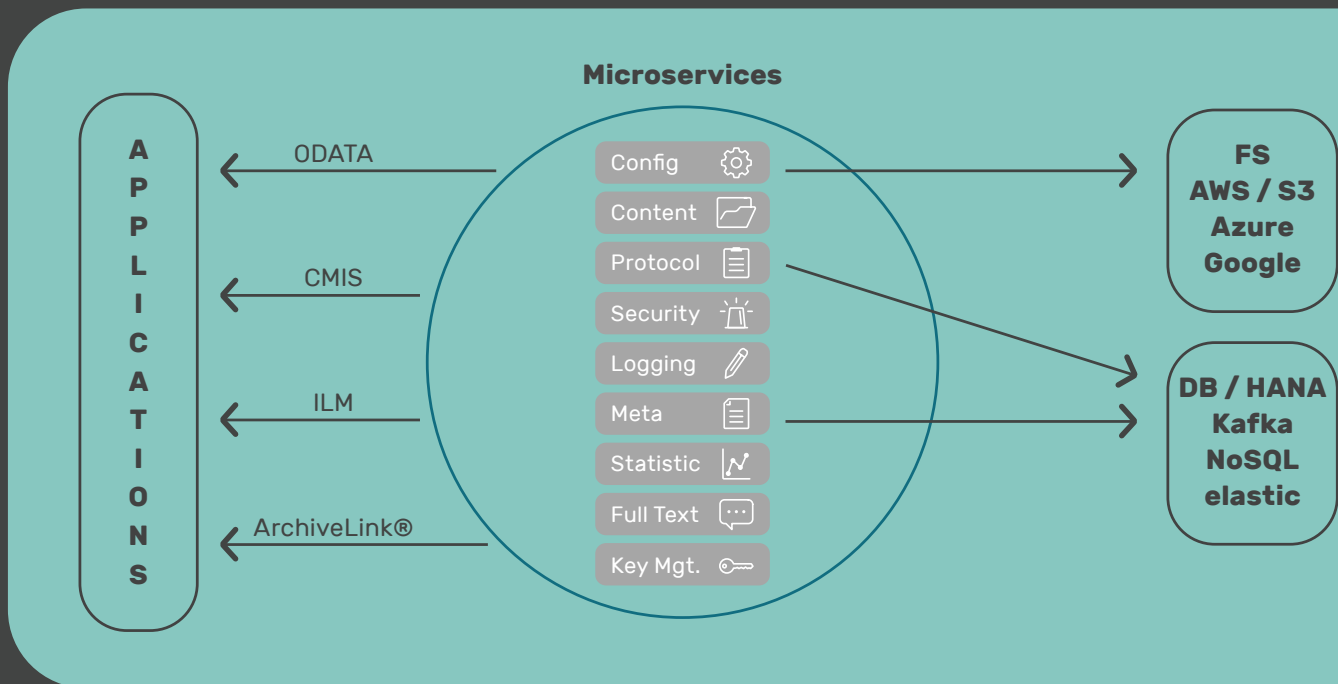 Microservices
APPLICATIONS
ODATA
CMIS
ILM
ArchiveLink®
Config
Content
Protocol
Security
Logging
Meta
Statistic
Full Text
Key Mgt.
FS
AWS / S3
Azure
Google
DB / HANA
Kafka
NoSQL
elastic